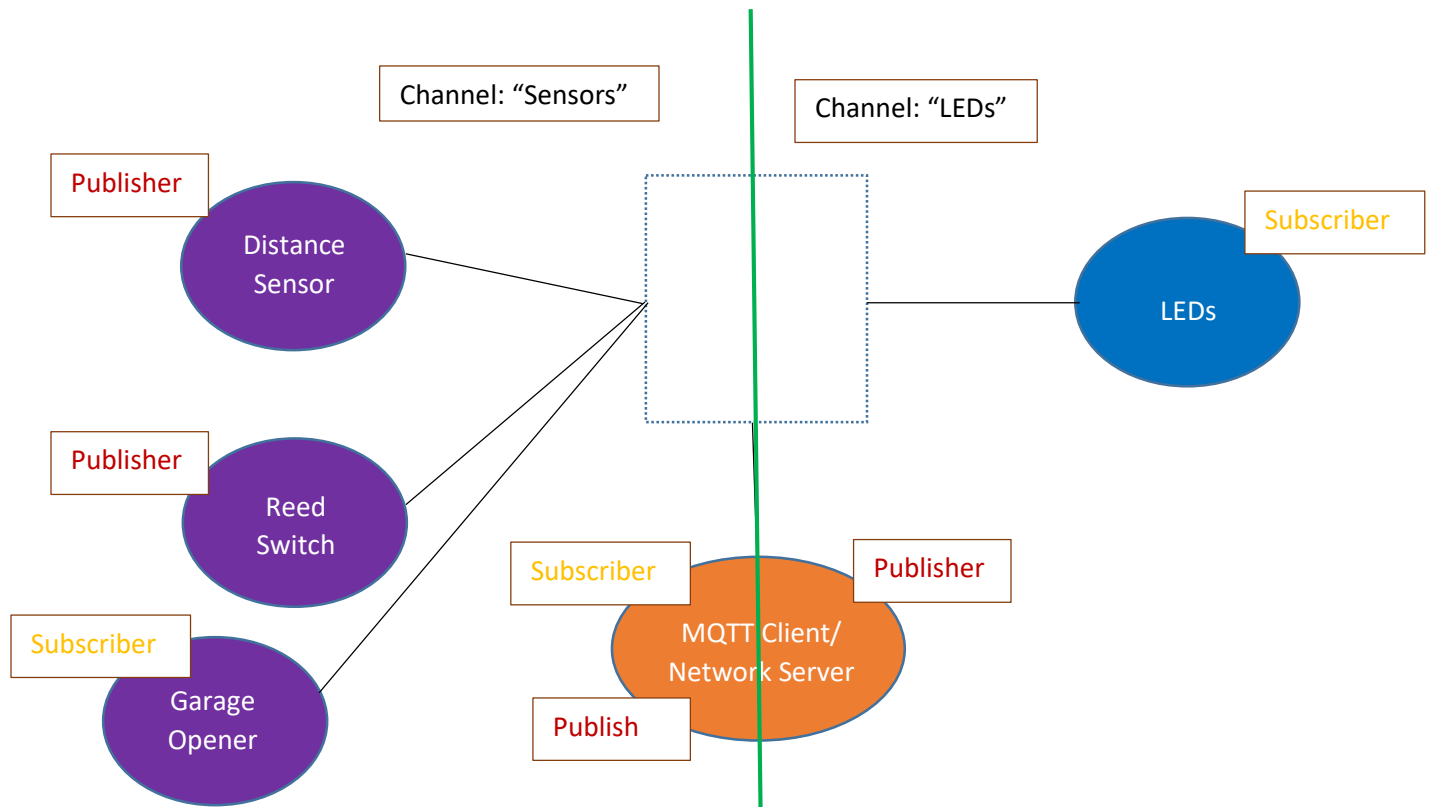 Channel: “Sensors”
Channel: “LEDs”
Publisher
Distance
Sensor
Subscriber
LEDs
Publisher
Reed
Switch
Subscriber
Publisher
MQTT Client/
Network Server
Publish
Subscriber
Garage
Opener